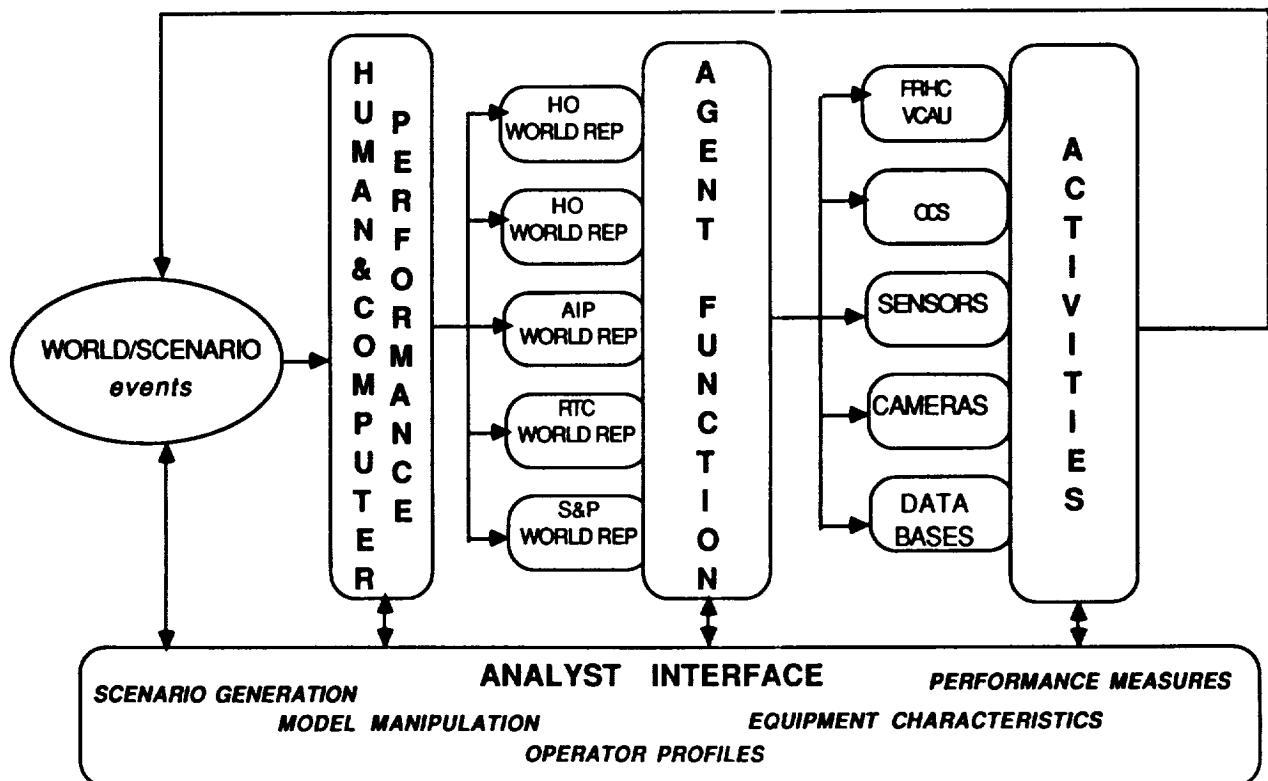 WORLD/SCENARIO
events
HUMAN&COMPUTER
PERFORMANCE
HO
WORLD REP
HO
WORLD REP
AIP
WORLD REP
RTC
WORLD REP
S&P
WORLD REP
AGENT FUNCTION
FRHC
VCAU
CCS
SENSORS
CAMERAS
DATA
BASES
ACTIVITIES
ANALYST INTERFACE
SCENARIO GENERATION
PERFORMANCE MEASURES
MODEL MANIPULATION
EQUIPMENT CHARACTERISTICS
OPERATOR PROFILES